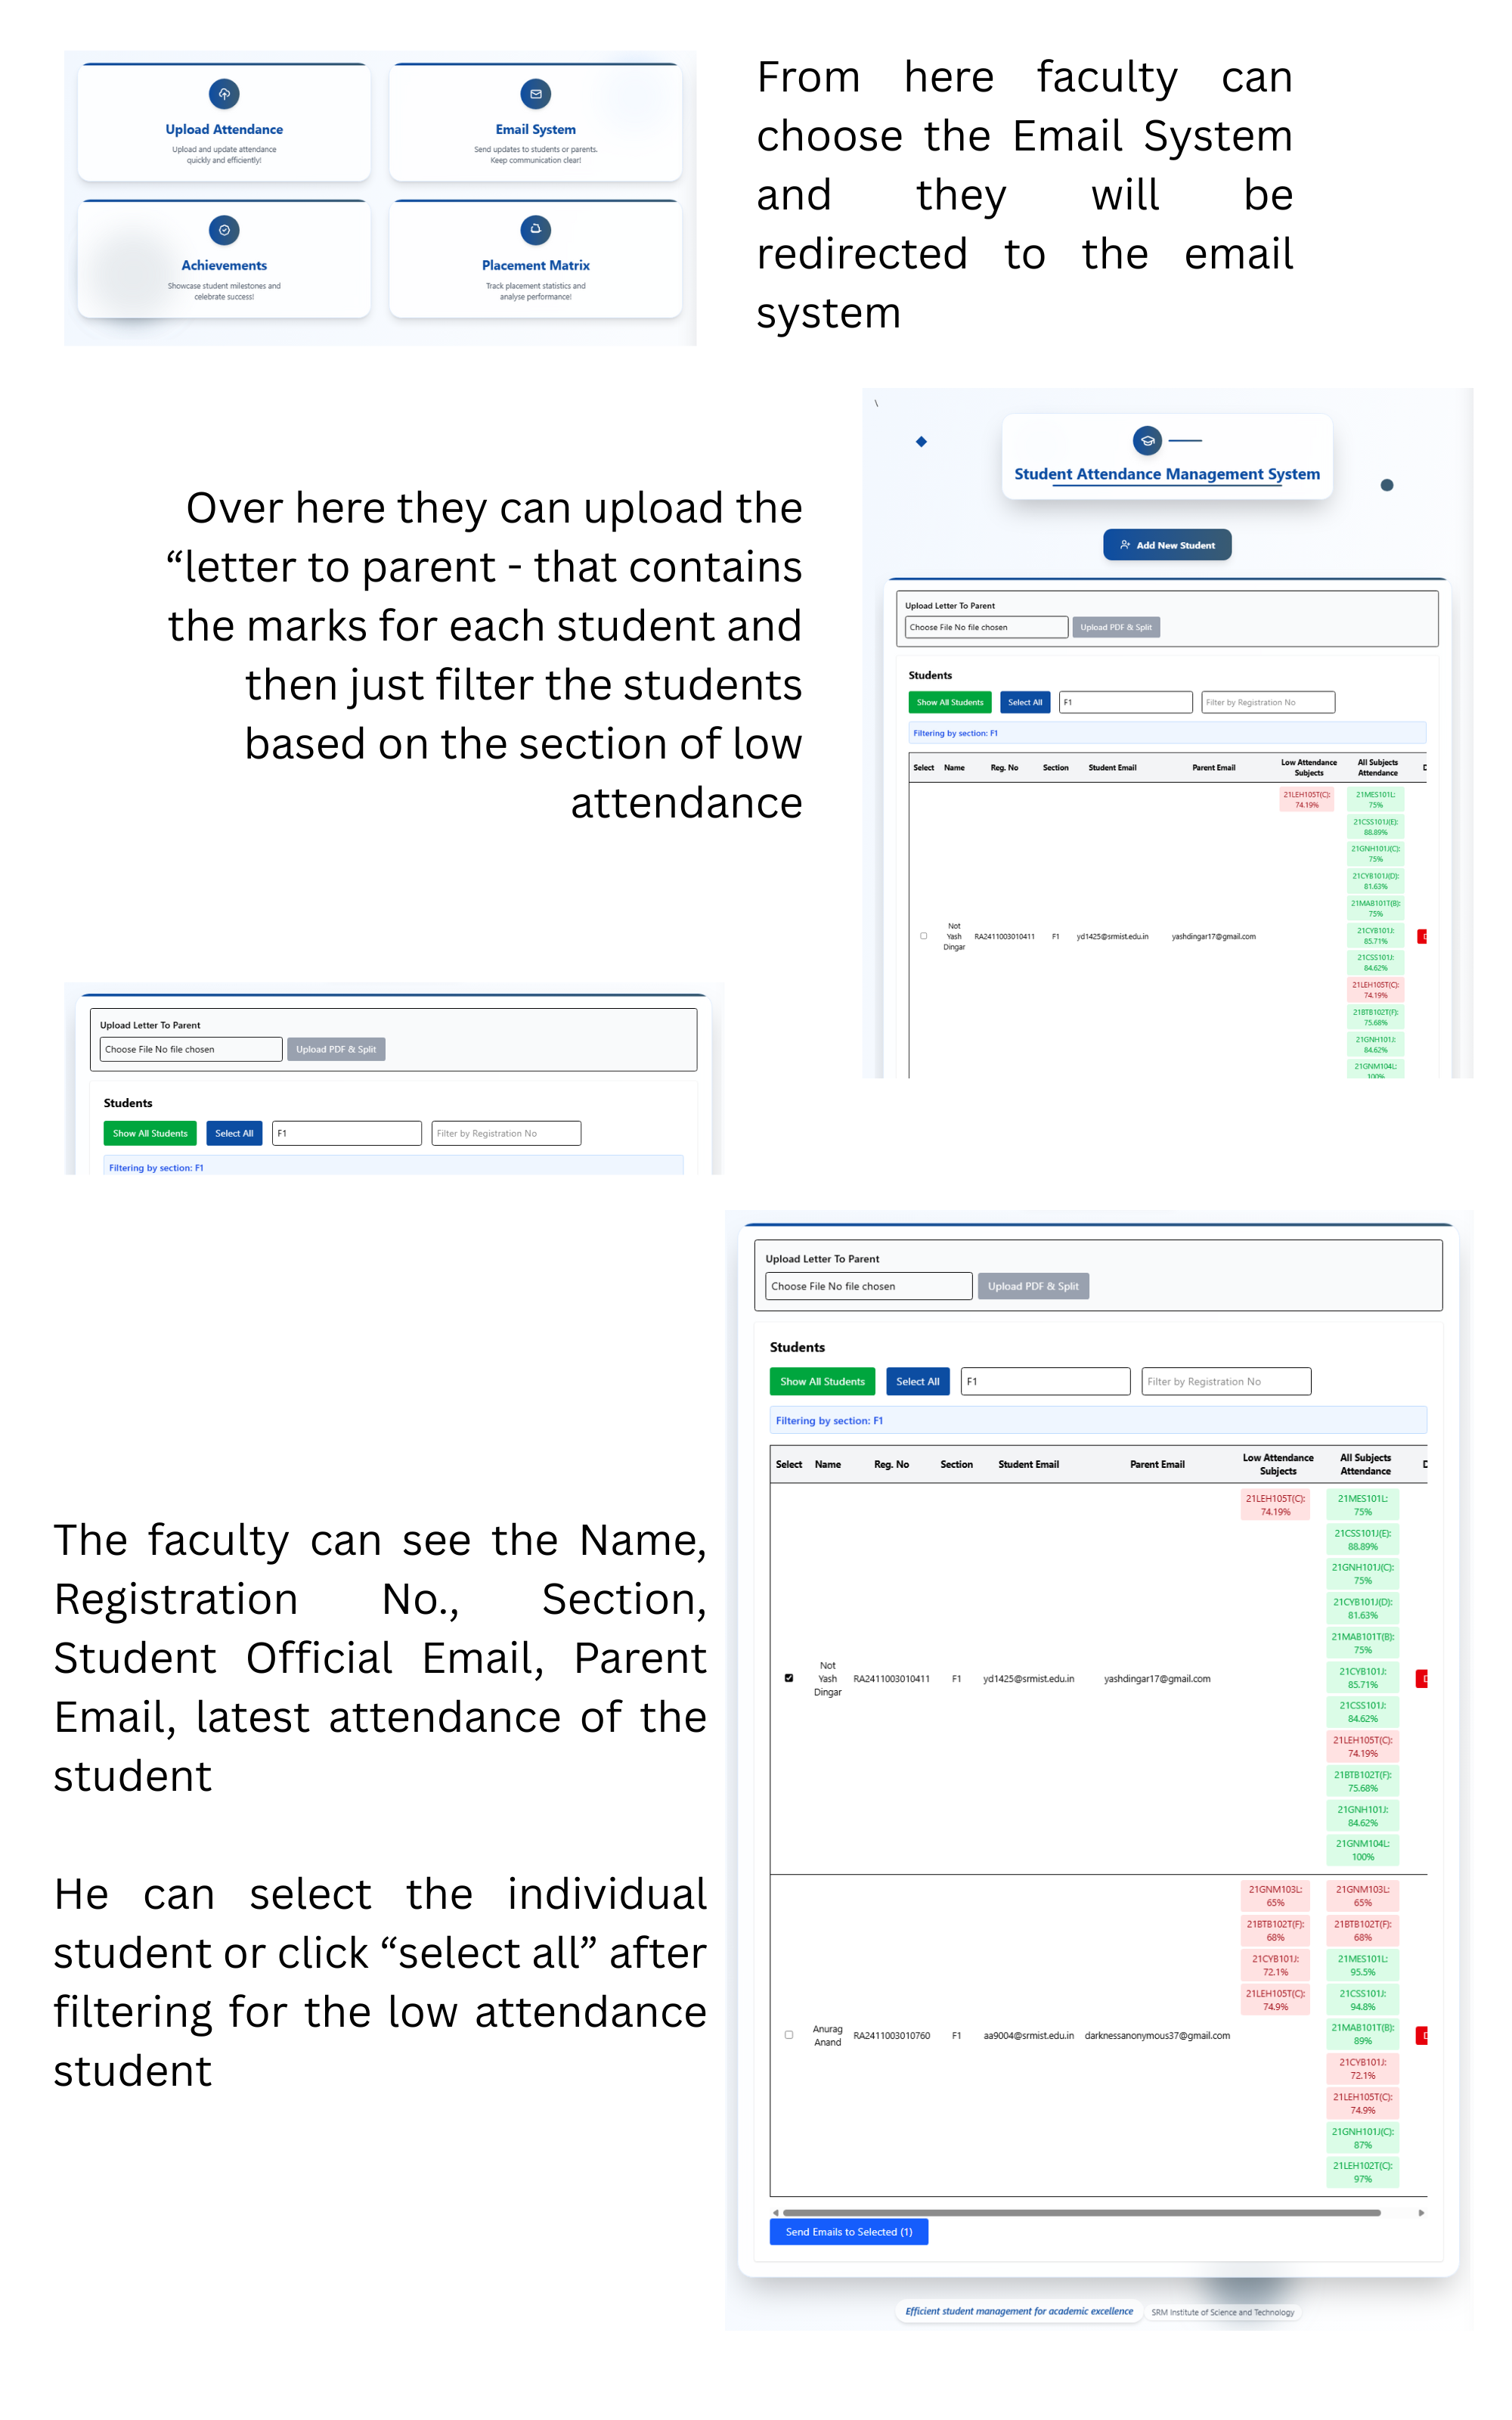 Upload Attendance
Upload and update attendance
quickly and efficiently!
Email System
Send updates to students or parents.
Keep communication clear!
Achievements
Showcase student milestones and
celebrate success!
Placement Matrix
Track placement statistics and
analyse performance!
From here faculty can
choose the Email System
and they will be
redirected to the email
system
Over here they can upload the
“letter to parent - that contains
the marks for each student and
then just filter the students
based on the section of low
attendance
\
Student Attendance Management System
Add New Student
Upload Letter To Parent
Choose File No file chosen Upload PDF & Split
Students
Show All Students Select All F1 Filter by Registration No
Filtering by section: F1
Select Name Reg. No Section Student Email Parent Email Low Attendance Subjects All Subjects Attendance D
21LEH105T(C):
74.19%
21MES101L:
75%
21CSS101J(E):
88.89%
21GNH101J(C):
75%
21CYB101J(D):
81.63%
21MAB101T(B):
75%
Not
Yash
Dingar
RA2411003010411 F1 yd1425@srmist.edu.in yashdingar17@gmail.com
21CYB101J:
85.71%
21CSS101J:
84.62%
21LEH105T(C):
74.19%
21BTB102T(F):
75.68%
21GNH101J:
84.62%
21GNM104L:
100%
Upload Letter To Parent
Choose File No file chosen Upload PDF & Split
Students
Show All Students Select All F1 Filter by Registration No
Filtering by section: F1
The faculty can see the Name,
Registration No., Section,
Student Official Email, Parent
Email, latest attendance of the
student
He can select the individual
student or click “select all” after
filtering for the low attendance
student
Upload Letter To Parent
Choose File No file chosen Upload PDF & Split
Students
Show All Students Select All F1 Filter by Registration No
Filtering by section: F1
Select Name Reg. No Section Student Email Parent Email Low Attendance Subjects All Subjects Attendance D
21LEH105T(C):
74.19%
21MES101L:
75%
21CSS101J(E):
88.89%
21GNH101J(C):
75%
21CYB101J(D):
81.63%
21MAB101T(B):
75%
Not
Yash
Dingar
RA2411003010411 F1 yd1425@srmist.edu.in yashdingar17@gmail.com
21CYB101J:
85.71%
21CSS101J:
84.62%
21LEH105T(C):
74.19%
21BTB102T(F):
75.68%
21GNH101J:
84.62%
21GNM104L:
100%
21GNM103L:
65%
21BTB102T(F):
68%
21CYB101J:
72.1%
21LEH105T(C):
74.9%
21GNM103L:
65%
21BTB102T(F):
68%
21MES101L:
95.5%
21CSS101J:
94.8%
21MAB101T(B):
89%
Anurag
Anand
RA2411003010760 F1 aa9004@srmist.edu.in darknessanonymous37@gmail.com
21CYB101J:
72.1%
21LEH105T(C):
74.9%
21GNH101J(C):
87%
21LEH102T(C):
97%
Send Emails to Selected (1)
Efficient student management for academic excellence SRM Institute of Science and Technology